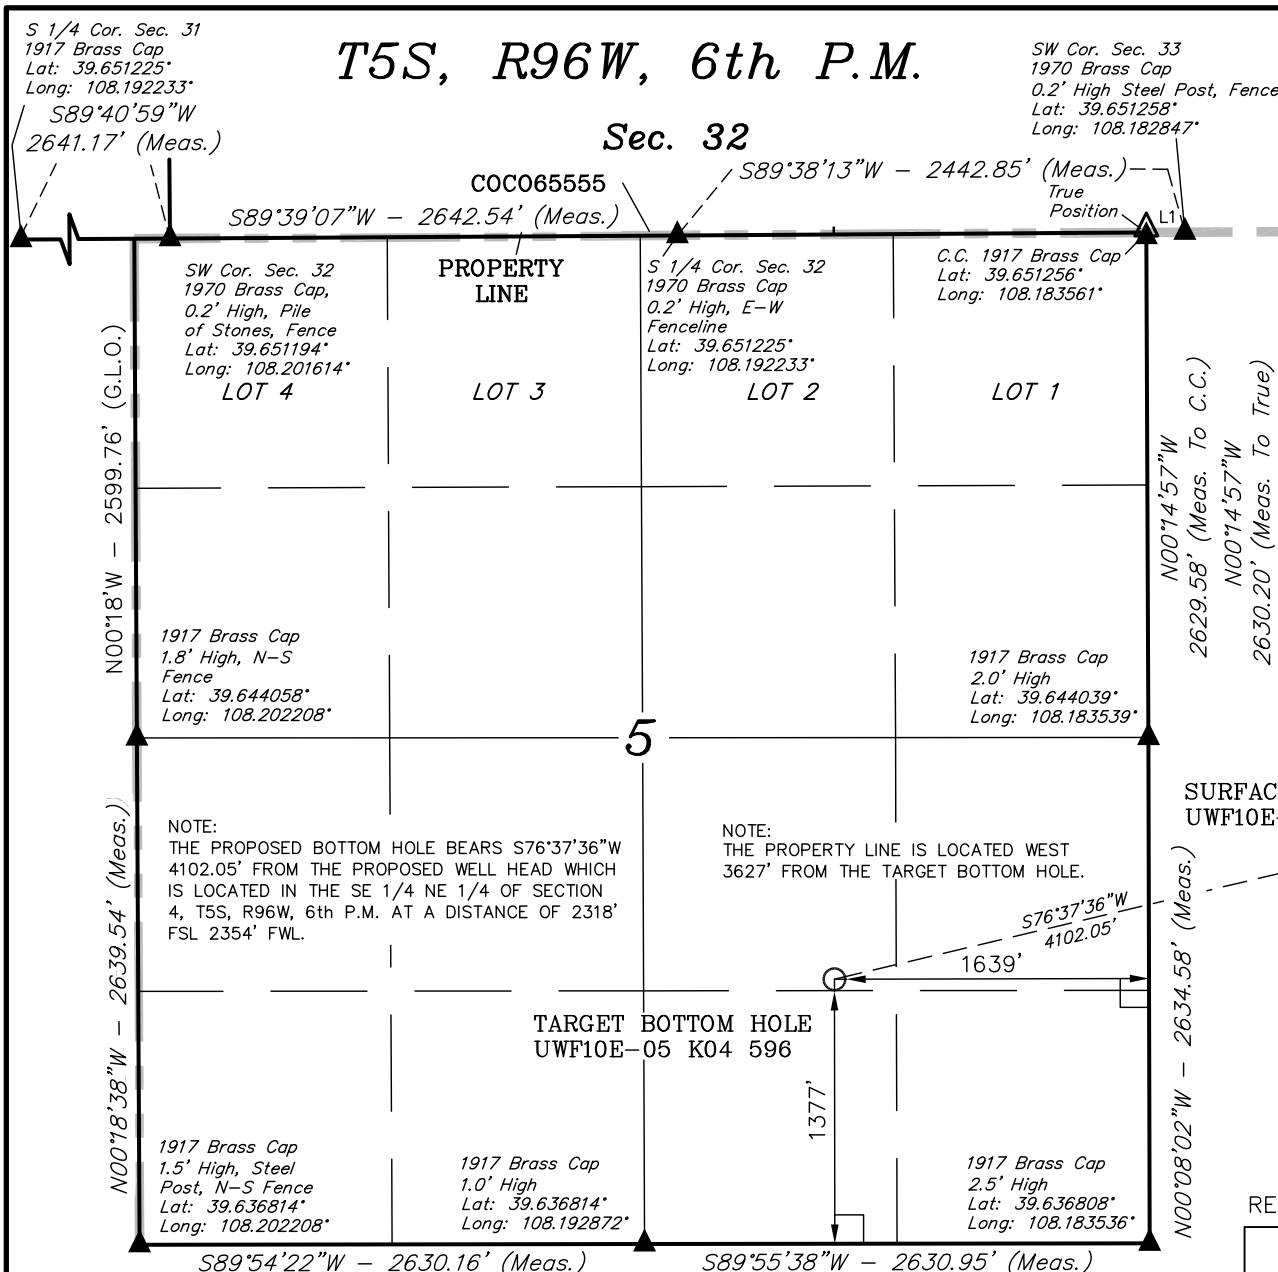 S 1/4 Cor. Sec. 31
1917 Brass Cap
Lat: 39.651225°
Long: 108.192233°
S89°40'59"W
2641.17' (Meas.)
T5S, R96W, 6th P.M.
Sec. 32
SW Cor. Sec. 33
1970 Brass Cap
0.2' High Steel Post, Fence
Lat: 39.651258°
Long: 108.182847°
COC065555
S89°39'07"W – 2642.54' (Meas.)
S89°38'13"W – 2442.85' (Meas.)
True
Position
L1
SW Cor. Sec. 32
1970 Brass Cap,
0.2' High, Pile
of Stones, Fence
Lat: 39.651194°
Long: 108.201614°
PROPERTY
LINE
S 1/4 Cor. Sec. 32
1970 Brass Cap
0.2' High, E–W
Fenceline
Lat: 39.651225°
Long: 108.192233°
C.C. 1917 Brass Cap
Lat: 39.651256°
Long: 108.183561°
LOT 4
LOT 3
LOT 2
LOT 1
N00°18'W – 2599.76' (G.L.O.)
N00°14'57"W
2629.58' (Meas. To C.C.)
N00°14'57"W
2630.20' (Meas. To True)
1917 Brass Cap
1.8' High, N–S
Fence
Lat: 39.644058°
Long: 108.202208°
1917 Brass Cap
2.0' High
Lat: 39.644039°
Long: 108.183539°
5
SURFAC
UWF10E-
NOTE:
THE PROPOSED BOTTOM HOLE BEARS S76°37'36"W
4102.05' FROM THE PROPOSED WELL HEAD WHICH
IS LOCATED IN THE SE 1/4 NE 1/4 OF SECTION
4, T5S, R96W, 6th P.M. AT A DISTANCE OF 2318'
FSL 2354' FWL.
NOTE:
THE PROPERTY LINE IS LOCATED WEST
3627' FROM THE TARGET BOTTOM HOLE.
S76°37'36"W
4102.05'
1639'
TARGET BOTTOM HOLE
UWF10E–05 K04 596
1377'
N00°18'38"W – 2639.54' (Meas.)
N00°08'02"W – 2634.58' (Meas.)
1917 Brass Cap
1.5' High, Steel
Post, N–S Fence
Lat: 39.636814°
Long: 108.202208°
1917 Brass Cap
1.0' High
Lat: 39.636814°
Long: 108.192872°
1917 Brass Cap
2.5' High
Lat: 39.636808°
Long: 108.183536°
RE
S89°54'22"W – 2630.16' (Meas.)
S89°55'38"W – 2630.95' (Meas.)